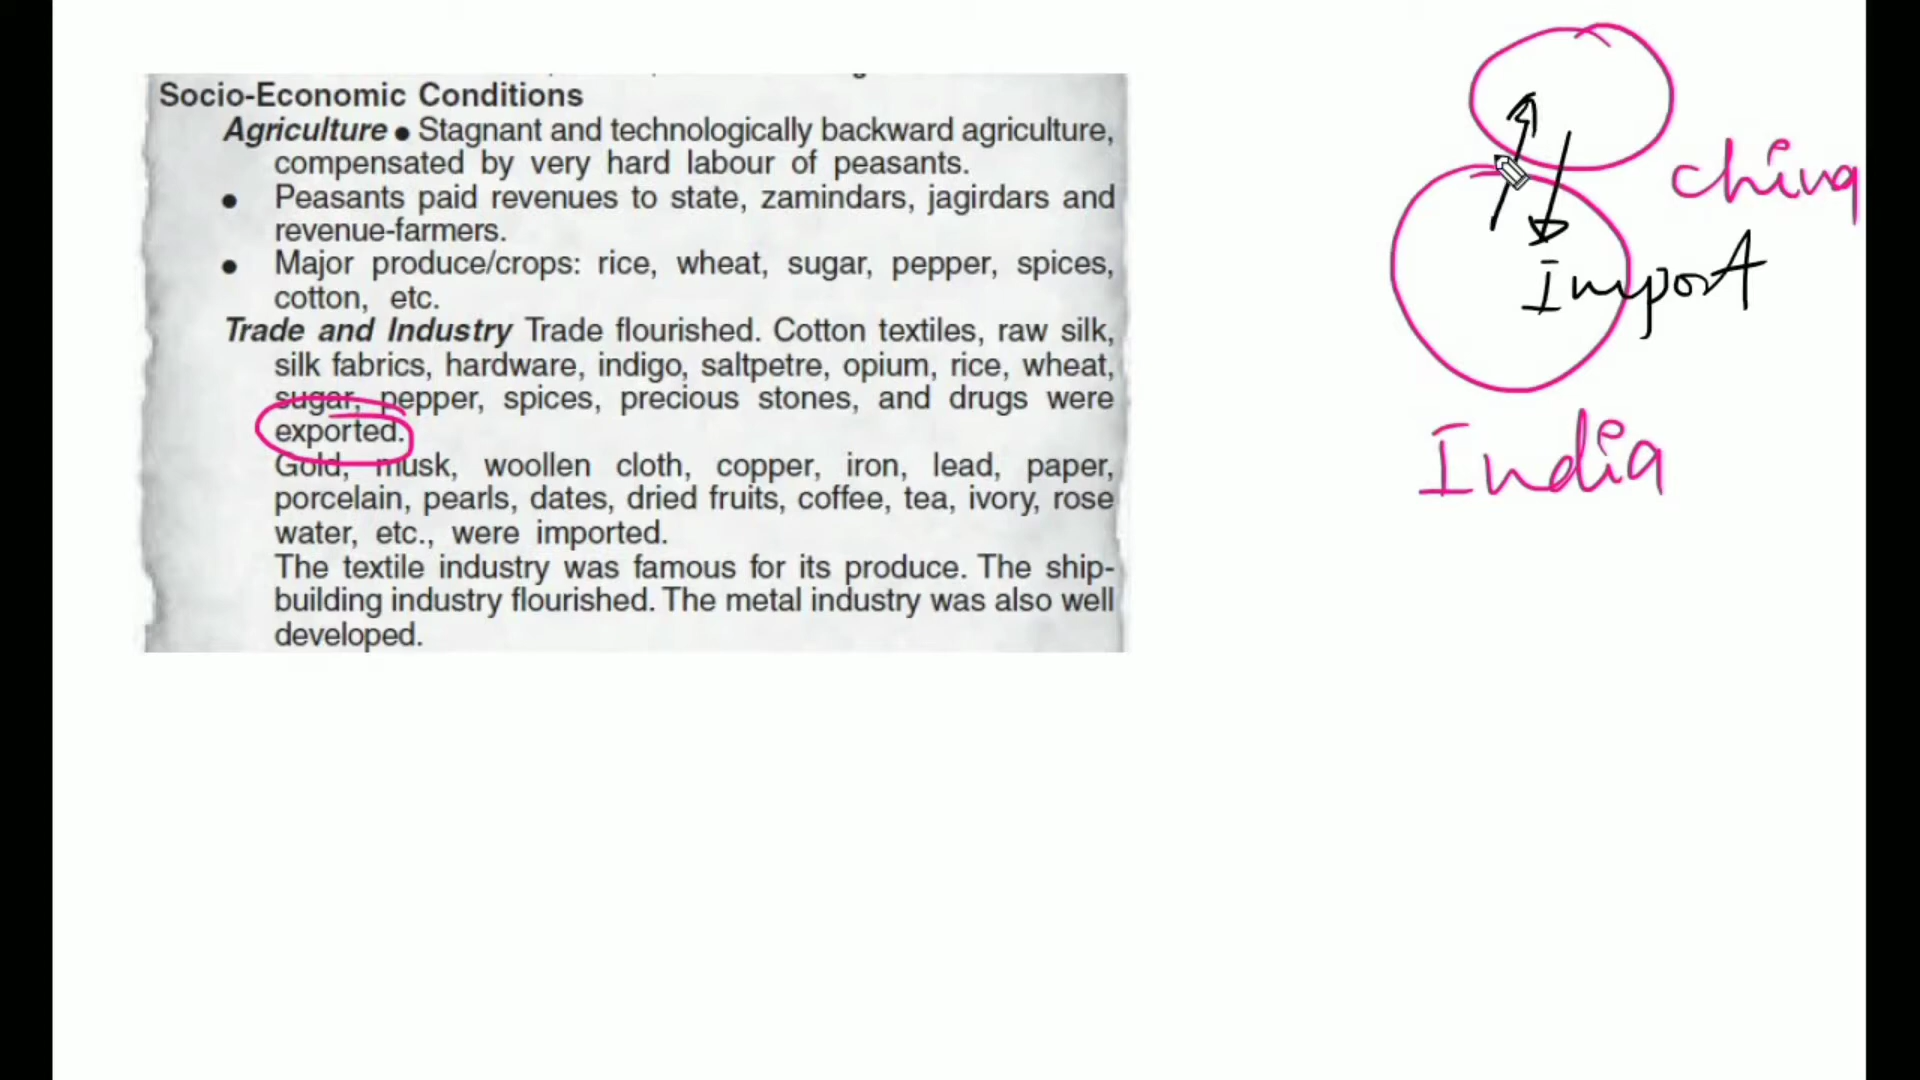 Socio-Economic Conditions
Agriculture ● Stagnant and technologically backward agriculture,
compensated by very hard labour of peasants.
● Peasants paid revenues to state, zamindars, jagirdars and
revenue-farmers.
● Major produce/crops: rice, wheat, sugar, pepper, spices,
cotton, etc.
Trade and Industry Trade flourished. Cotton textiles, raw silk,
silk fabrics, hardware, indigo, saltpetre, opium, rice, wheat,
sugar, pepper, spices, precious stones, and drugs were
exported.
Gold, musk, woollen cloth, copper, iron, lead, paper,
porcelain, pearls, dates, dried fruits, coffee, tea, ivory, rose
water, etc., were imported.
The textile industry was famous for its produce. The ship-
building industry flourished. The metal industry was also well
developed.
China
Import
India